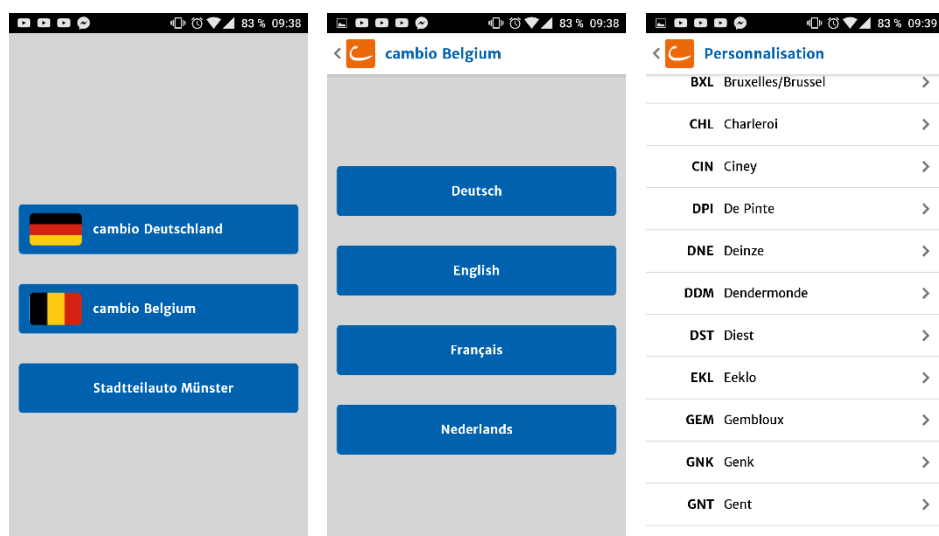 83 % 09:38
cambio Deutschland
cambio Belgium
Stadtteilauto Münster
83 % 09:38
cambio Belgium
Deutsch
English
Français
Nederlands
83 % 09:39
Personnalisation
BXL Bruxelles/Brussel
CHL Charleroi
CIN Ciney
DPI De Pinte
DNE Deinze
DDM Dendermonde
DST Diest
EKL Eeklo
GEM Gembloux
GNK Genk
GNT Gent